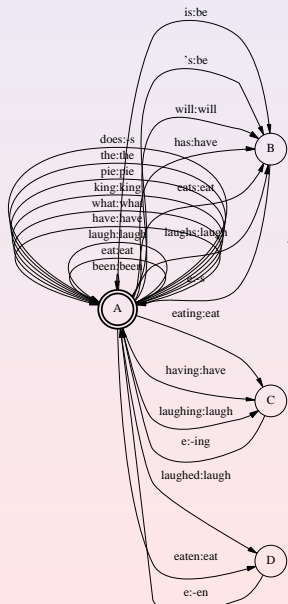 is:be
's:be
will:will
has:have
B
does:-s
the:the
pie:pie
king:king
what:what
have:have
laugh:laugh
eat:eat
been:been
eats:eat
laughs:laugh
e:-s
A
eating:eat
having:have
C
laughing:laugh
e:-ing
laughed:laugh
eaten:eat
D
e:-en